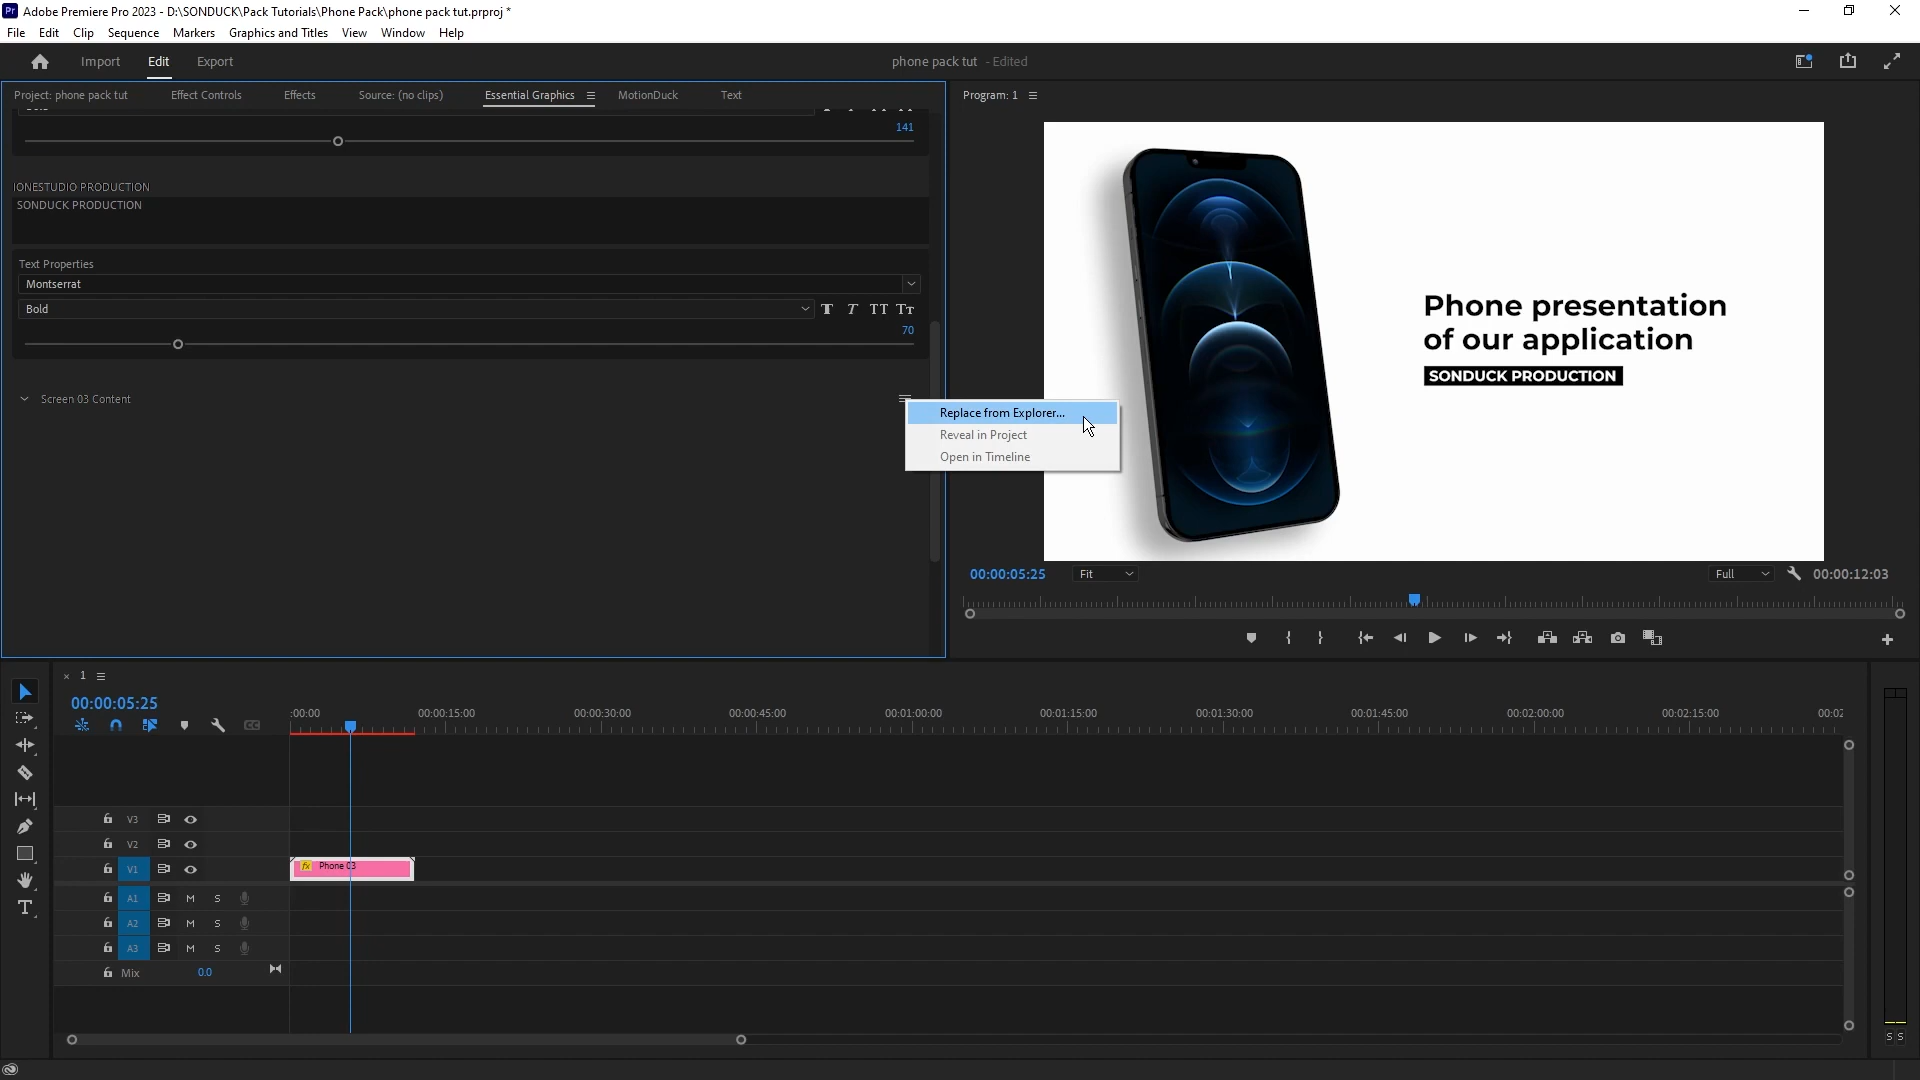 Pr Adobe Premiere Pro 2023 - D:\SONDUCK\Pack Tutorials\Phone Pack\phone pack tut.prproj *
File Edit Clip Sequence Markers Graphics and Titles View Window Help
Import Edit Export
phone pack tut - Edited
Project: phone pack tut Effect Controls Effects Source: (no clips) Essential Graphics MotionDuck Text
Program: 1
141
IONESTUDIO PRODUCTION
SONDUCK PRODUCTION
Text Properties
Montserrat
Bold
T T TT Tт
70
Screen 03 Content
Replace from Explorer...
Reveal in Project
Open in Timeline
Phone presentation
of our application
SONDUCK PRODUCTION
00:00:05:25 Fit Full 00:00:12:03
× 1
00:00:05:25
:00:00 00:00:15:00 00:00:30:00 00:00:45:00 00:01:00:00 00:01:15:00 00:01:30:00 00:01:45:00 00:02:00:00 00:02:15:00 00:02
CC
V3
V2
V1 fx Phone 03
A1 M S
A2 M S
A3 M S
Mix 0.0
S S